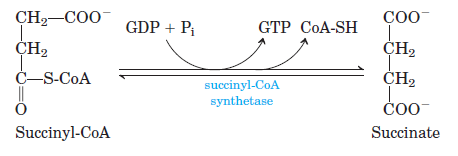 CH₂—COO⁻
CH₂
C—S-CoA
O
Succinyl-CoA
GDP + Pᵢ
GTP CoA-SH
succinyl-CoA
synthetase
COO⁻
CH₂
CH₂
COO⁻
Succinate